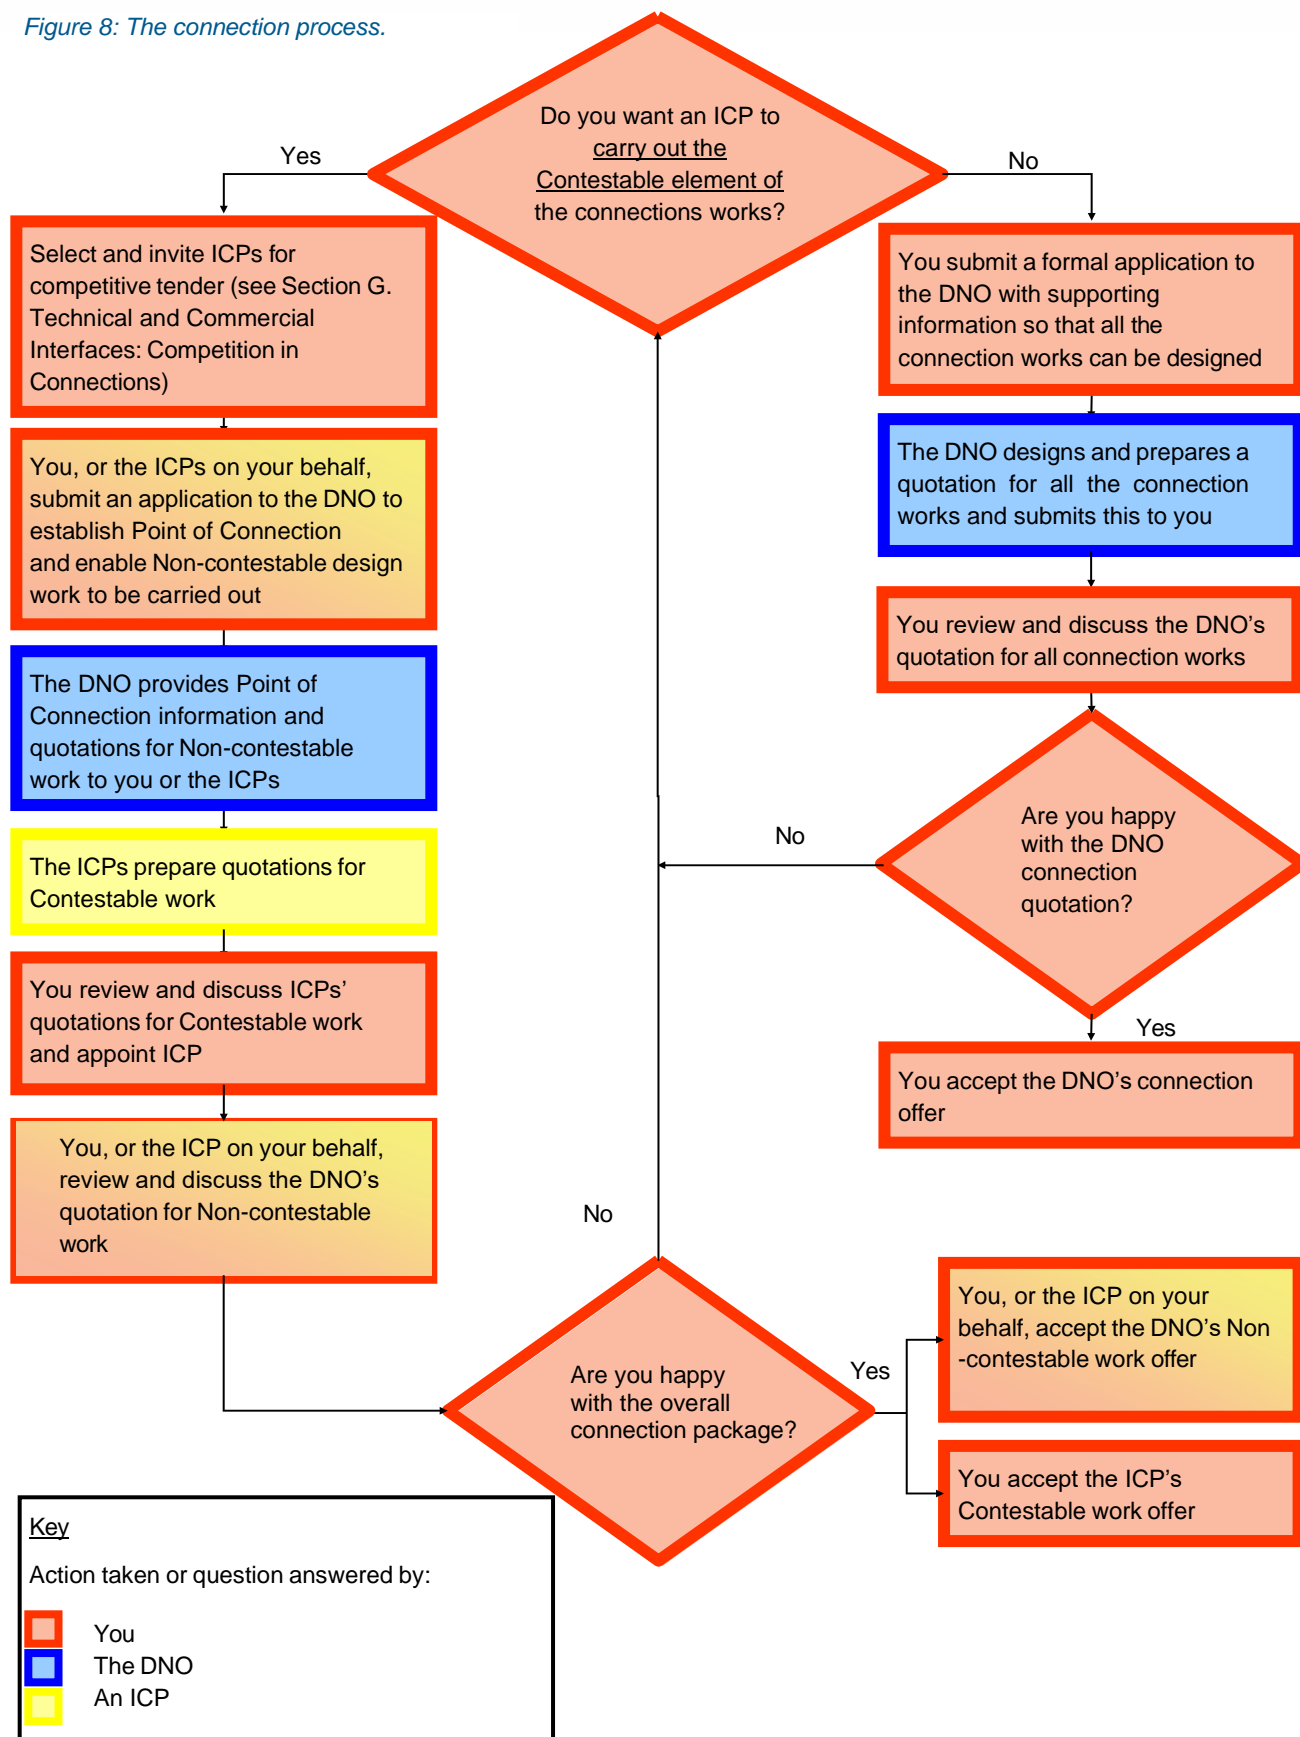 Figure 8: The connection process.
Do you want an ICP to
carry out the
Contestable element of
the connections works?
Yes
No
Select and invite ICPs for
competitive tender (see Section G.
Technical and Commercial
Interfaces: Competition in
Connections)
You, or the ICPs on your behalf,
submit an application to the DNO to
establish Point of Connection
and enable Non-contestable design
work to be carried out
The DNO provides Point of
Connection information and
quotations for Non-contestable
work to you or the ICPs
The ICPs prepare quotations for
Contestable work
You review and discuss ICPs’
quotations for Contestable work
and appoint ICP
You, or the ICP on your behalf,
review and discuss the DNO’s
quotation for Non-contestable
work
You submit a formal application to
the DNO with supporting
information so that all the
connection works can be designed
The DNO designs and prepares a
quotation for all the connection
works and submits this to you
You review and discuss the DNO’s
quotation for all connection works
Are you happy
with the DNO
connection
quotation?
No
Yes
You accept the DNO’s connection
offer
No
Are you happy
with the overall
connection package?
Yes
You, or the ICP on your
behalf, accept the DNO’s Non
-contestable work offer
You accept the ICP’s
Contestable work offer
Key
Action taken or question answered by:
You
The DNO
An ICP